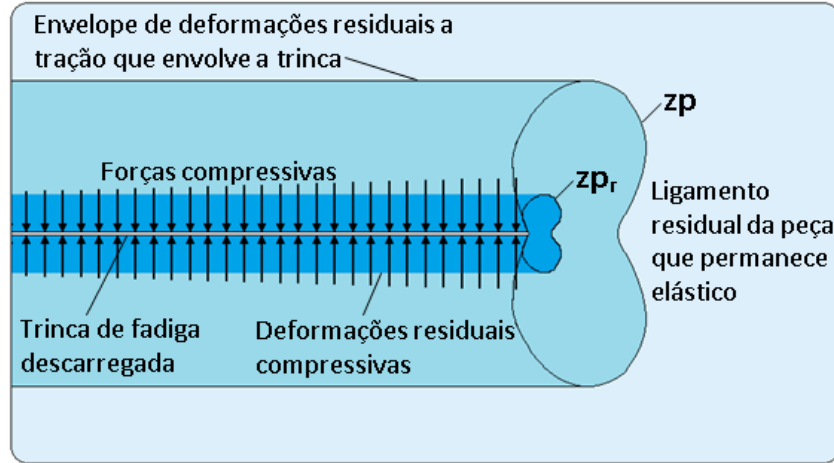 Envelope de deformações residuais a
tração que envolve a trinca
zp
Forças compressivas
zpr
Ligamento
residual da peça
que permanece
elástico
Trinca de fadiga
descarregada
Deformações residuais
compressivas